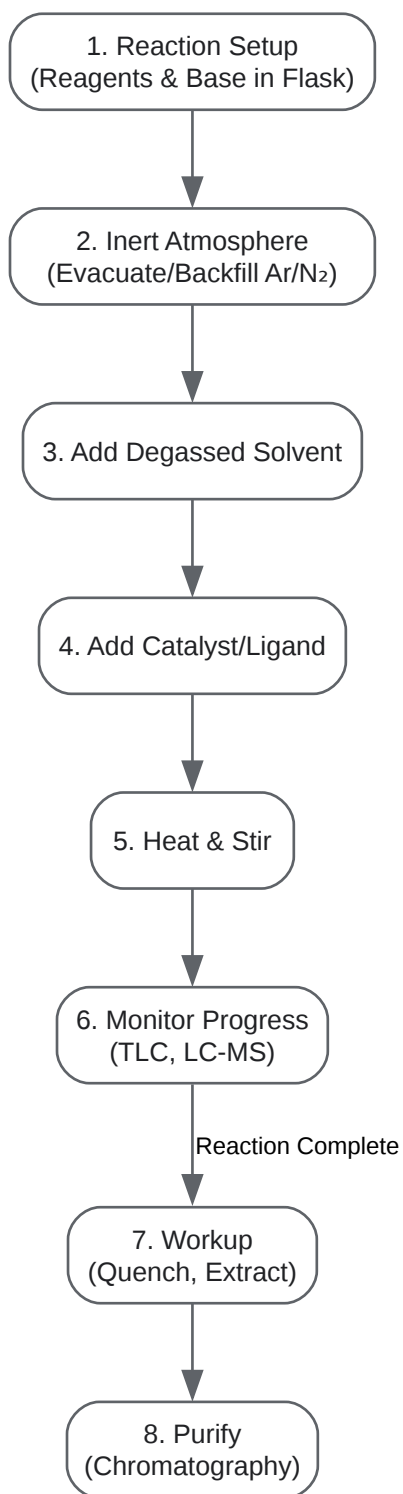 1. Reaction Setup
(Reagents & Base in Flask)
2. Inert Atmosphere
(Evacuate/Backfill Ar/N₂)
3. Add Degassed Solvent
4. Add Catalyst/Ligand
5. Heat & Stir
6. Monitor Progress
(TLC, LC-MS)
Reaction Complete
7. Workup
(Quench, Extract)
8. Purify
(Chromatography)